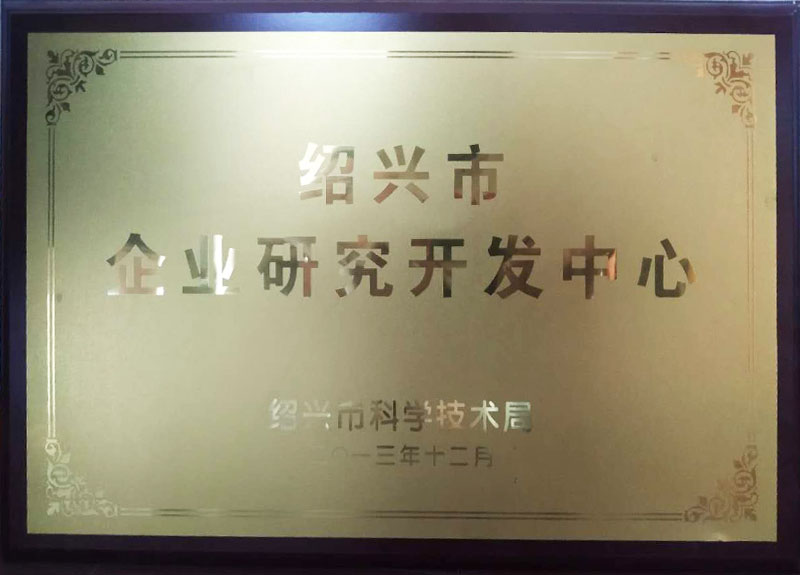 绍兴市
企业研究开发中心
绍兴市科学技术局
二〇一三年十二月